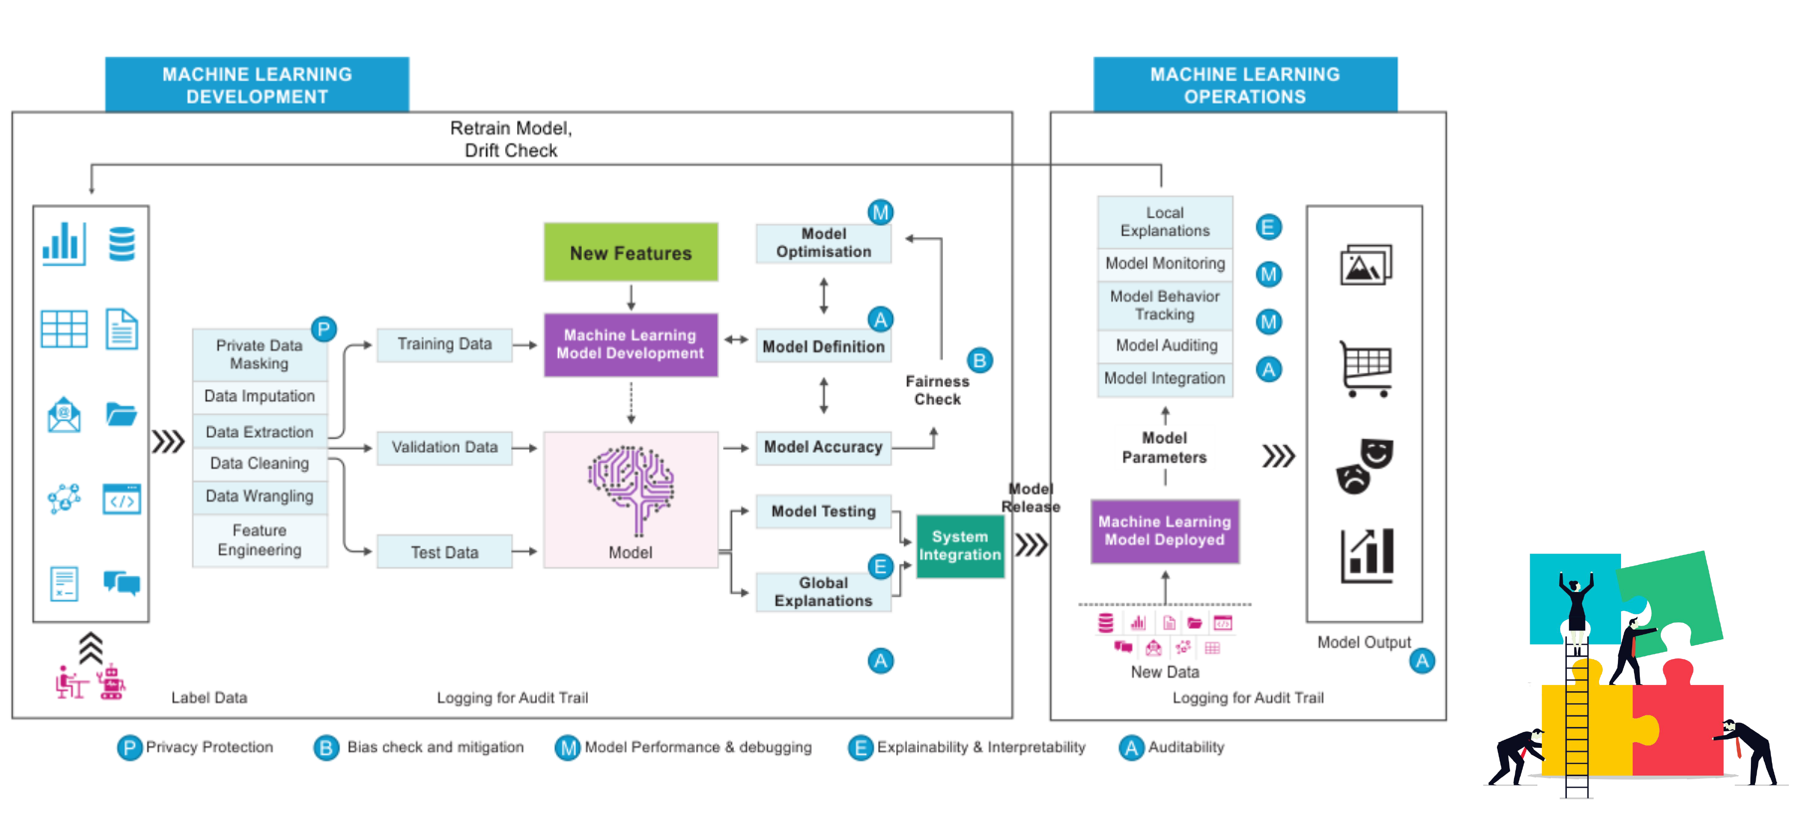 MACHINE LEARNING
DEVELOPMENT
MACHINE LEARNING
OPERATIONS
Retrain Model,
Drift Check
Private Data
Masking
P
Data Imputation
Data Extraction
Data Cleaning
Data Wrangling
Feature
Engineering
Training Data
Validation Data
Test Data
New Features
Machine Learning
Model Development
Model
M
Model
Optimisation
A
Model Definition
B
Fairness
Check
Model Accuracy
Model Testing
E
Global
Explanations
System
Integration
Model
Release
A
Label Data
Logging for Audit Trail
Local
Explanations
E
Model Monitoring
M
Model Behavior
Tracking
M
Model Auditing
A
Model Integration
Model
Parameters
Machine Learning
Model Deployed
New Data
Model Output
A
Logging for Audit Trail
P Privacy Protection
B Bias check and mitigation
M Model Performance & debugging
E Explainability & Interpretability
A Auditability